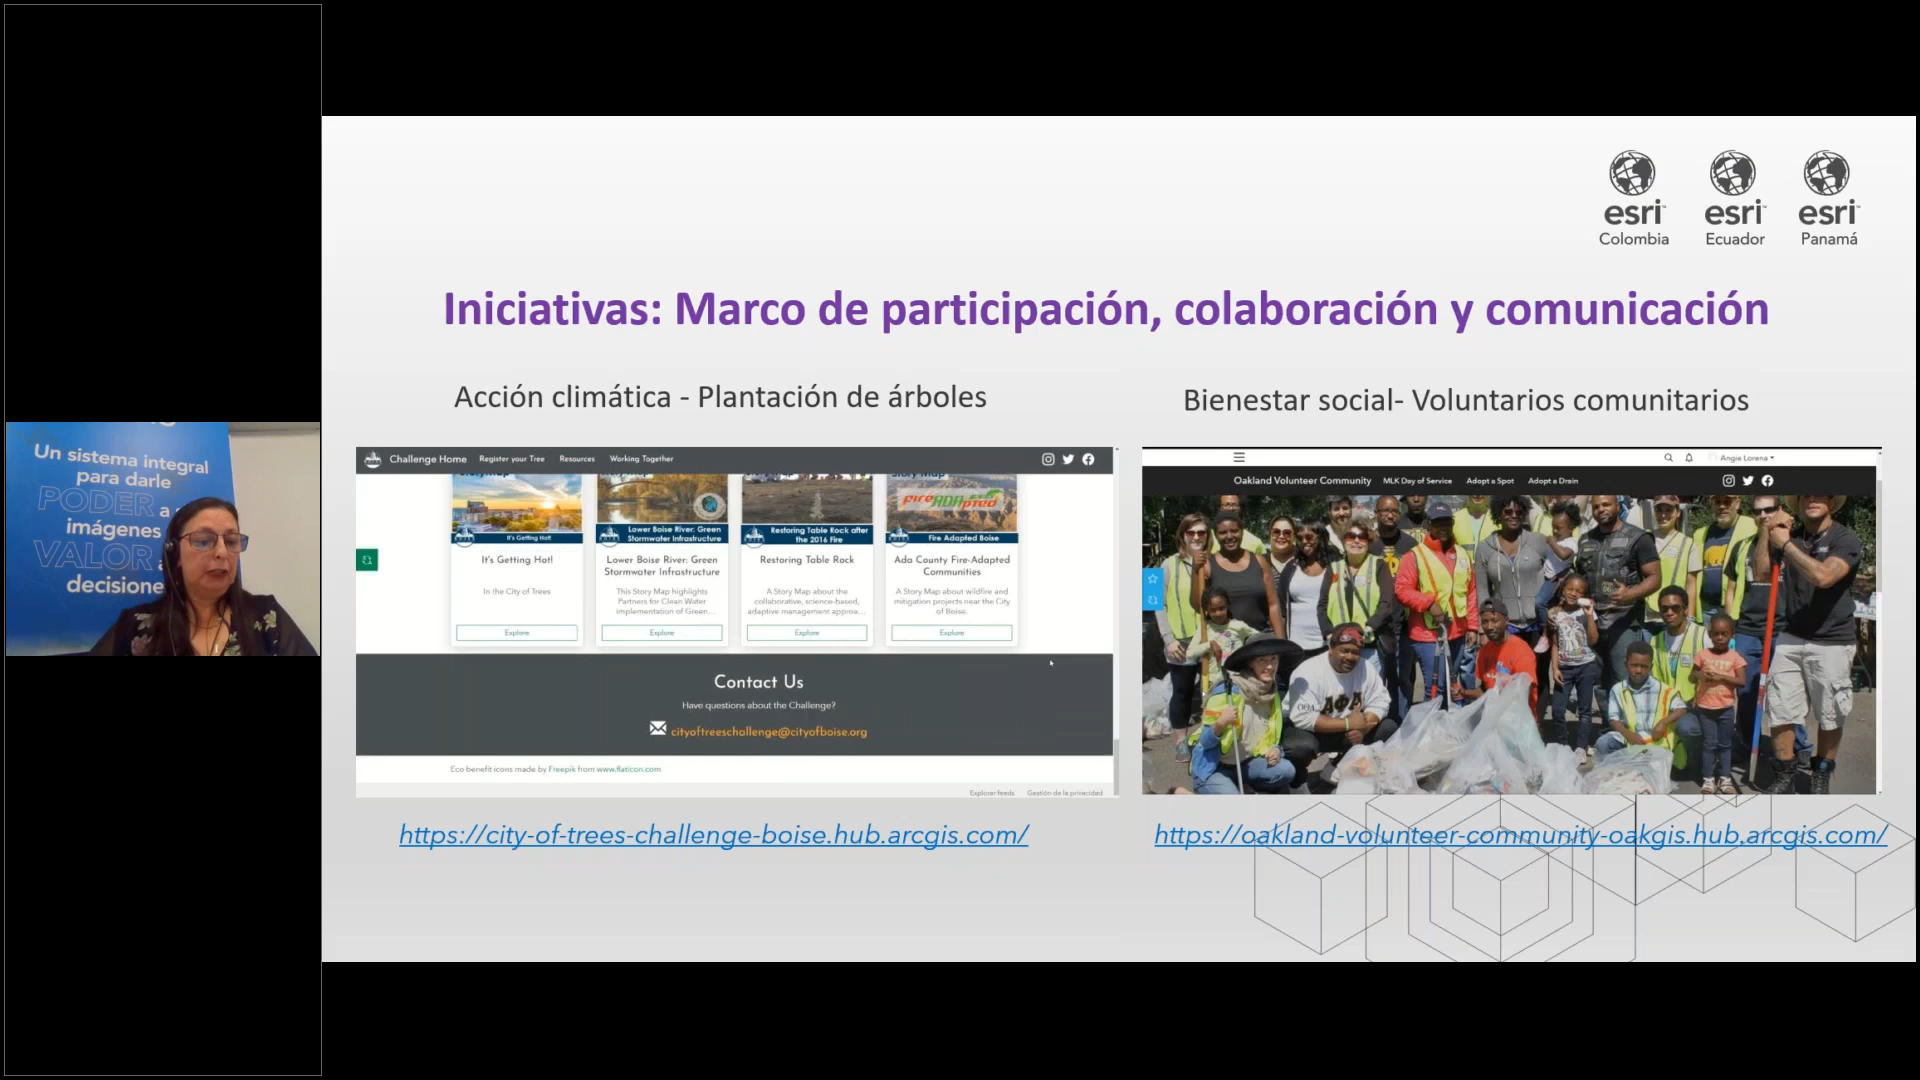 Un sistema integral
para darle
PODER a
imágenes
VALOR a
decisione
esri
Colombia
esri
Ecuador
esri
Panamá
Iniciativas: Marco de participación, colaboración y comunicación
Acción climática - Plantación de árboles
Challenge Home Register your Tree Resources Working Together
It's Getting Hot!
Lower Boise River: Green
Stormwater Infrastructure
Restoring Table Rock after
the 2016 Fire
fireADApted
Fire Adapted Boise
It's Getting Hot!
In the City of Trees
Explore
Lower Boise River: Green
Stormwater Infrastructure
This Story Map highlights
Partners for Clean Water
implementation of Green...
Explore
Restoring Table Rock
A Story Map about the
collaborative, science-based,
adaptive management approa...
Explore
Ada County Fire-Adapted
Communities
A Story Map about wildfire and
mitigation projects near the City
of Boise.
Explore
Contact Us
Have questions about the Challenge?
cityoftreeschallenge@cityofboise.org
Eco benefit icons made by Freepik from www.flaticon.com
Explorar feeds Gestión de la privacidad
https://city-of-trees-challenge-boise.hub.arcgis.com/
Bienestar social- Voluntarios comunitarios
Angie Lorena
Oakland Volunteer Community MLK Day of Service Adopt a Spot Adopt a Drain
ΑΦΑ
https://oakland-volunteer-community-oakgis.hub.arcgis.com/